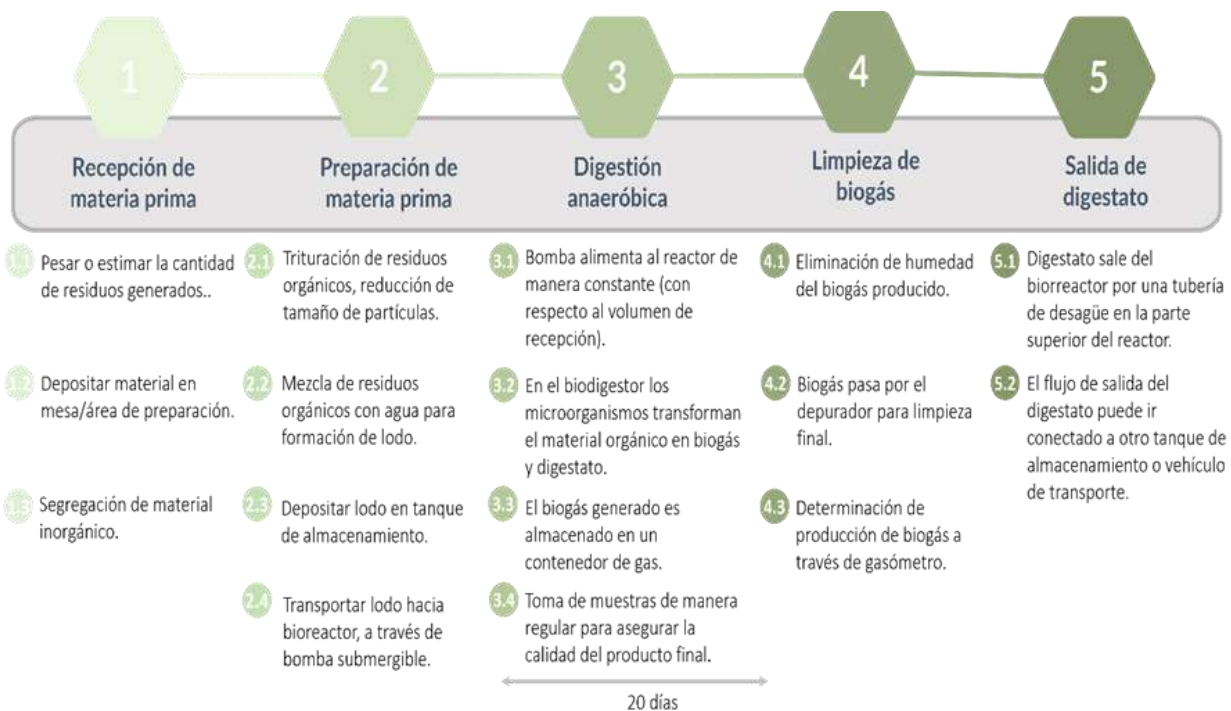 1
2
3
4
5
Recepción de
materia prima
Preparación de
materia prima
Digestión
anaeróbica
Limpieza de
biogás
Salida de
digestato
1.1 Pesar o estimar la cantidad
de residuos generados..
1.2 Depositar material en
mesa/área de preparación.
1.3 Segregación de material
inorgánico.
2.1 Trituración de residuos
orgánicos, reducción de
tamaño de partículas.
2.2 Mezcla de residuos
orgánicos con agua para
formación de lodo.
2.3 Depositar lodo en tanque
de almacenamiento.
2.4 Transportar lodo hacia
bioreactor, a través de
bomba submergible.
3.1 Bomba alimenta al reactor de
manera constante (con
respecto al volumen de
recepción).
3.2 En el biodigestor los
microorganismos transforman
el material orgánico en biogás
y digestato.
3.3 El biogás generado es
almacenado en un
contenedor de gas.
3.4 Toma de muestras de manera
regular para asegurar la
calidad del producto final.
20 días
4.1 Eliminación de humedad
del biogás producido.
4.2 Biogás pasa por el
depurador para limpieza
final.
4.3 Determinación de
producción de biogás a
través de gasómetro.
5.1 Digestato sale del
biorreactor por una tubería
de desagüe en la parte
superior del reactor.
5.2 El flujo de salida del
digestato puede ir
conectado a otro tanque de
almacenamiento o vehículo
de transporte.